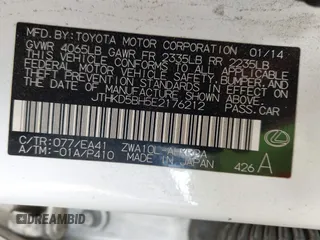 MFD. BY: TOYOTA MOTOR CORPORATION 01/14
GVWR 4065LB GAWR FR 2335LB RR 2235LB
THIS VEHICLE CONFORMS TO ALL APPLICABLE
FEDERAL MOTOR VEHICLE SAFETY, BUMPER, AND
THEFT PREVENTION STANDARDS IN EFFECT ON THE
DATE OF MANUFACTURE SHOWN ABOVE.
JTHKD5BH5E2176212 PASS.CAR
C/TR:077/EA41 ZWA10L-
A/TM:-01A/P410 MADE IN JAPAN 426 A
DREAMBID